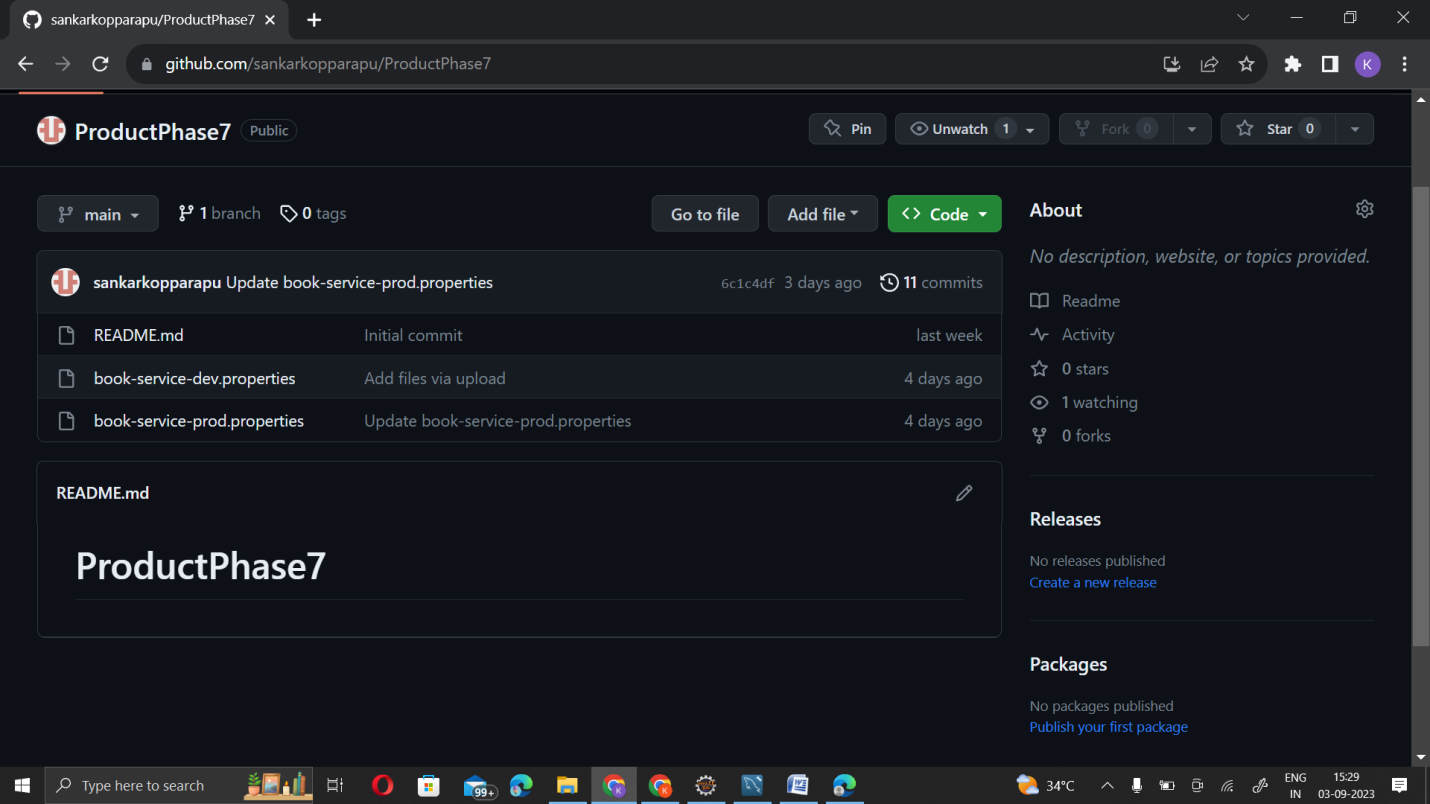 sankarkopparapu/ProductPhase7
github.com/sankarkopparapu/ProductPhase7
K
ProductPhase7 Public
Pin
Unwatch 1
Fork 0
Star 0
main
1 branch
0 tags
Go to file
Add file
Code
sankarkopparapu Update book-service-prod.properties
6c1c4df 3 days ago
11 commits
README.md Initial commit last week
book-service-dev.properties Add files via upload 4 days ago
book-service-prod.properties Update book-service-prod.properties 4 days ago
README.md
ProductPhase7
About
No description, website, or topics provided.
Readme
Activity
0 stars
1 watching
0 forks
Releases
No releases published
Create a new release
Packages
No packages published
Publish your first package
Type here to search
99+
34°C
ENG
IN
15:29
03-09-2023